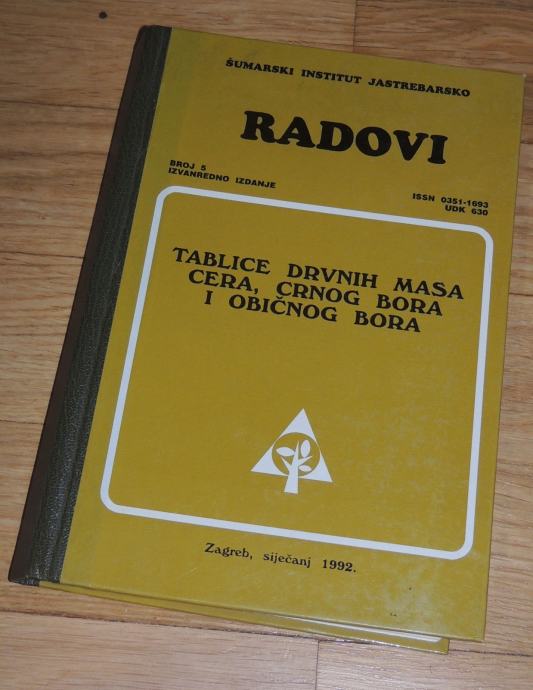 ŠUMARSKI INSTITUT JASTREBARSKO
RADOVI
BROJ 5
IZVANREDNO IZDANJE
ISSN 0351-1693
UDK 630
TABLICE DRVNIH MASA
CERA, CRNOG BORA
I OBIČNOG BORA
Zagreb, siječanj 1992.